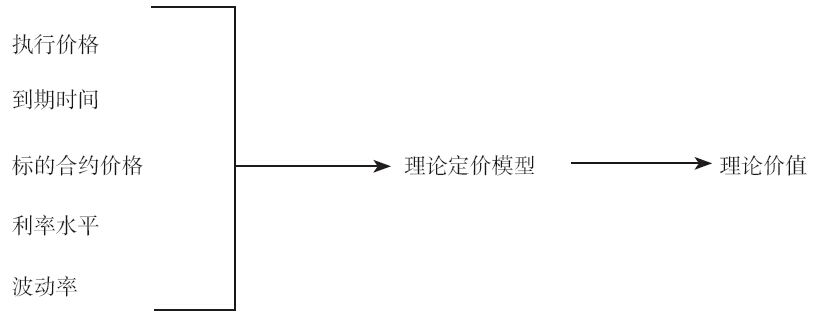 执行价格
到期时间
标的合约价格
利率水平
波动率
理论定价模型
理论价值